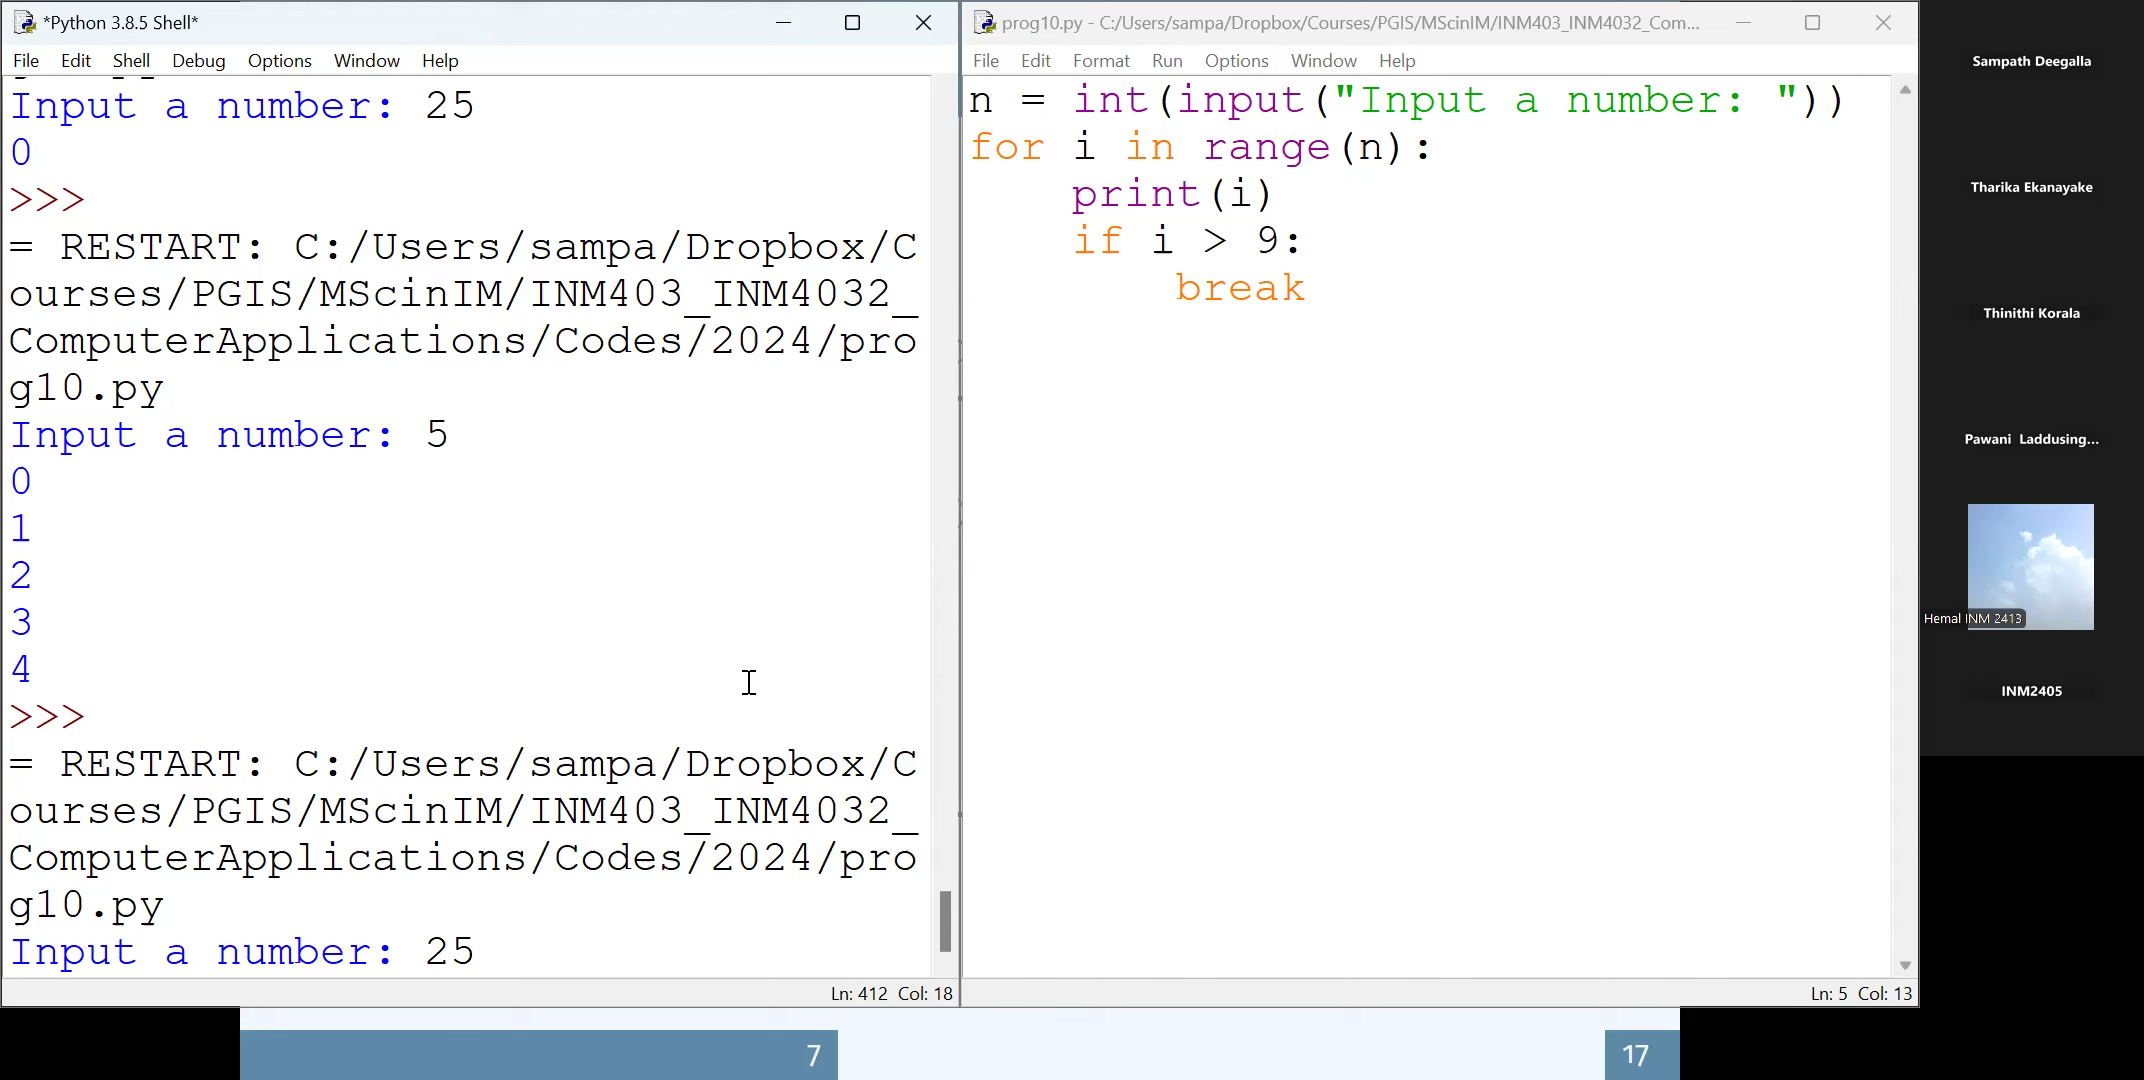 *Python 3.8.5 Shell*
File Edit Shell Debug Options Window Help
Input a number: 25
0
>>>
= RESTART: C:/Users/sampa/Dropbox/C
ourses/PGIS/MScinIM/INM403_INM4032_
ComputerApplications/Codes/2024/pro
g10.py
Input a number: 5
0
1
2
3
4
>>>
= RESTART: C:/Users/sampa/Dropbox/C
ourses/PGIS/MScinIM/INM403_INM4032_
ComputerApplications/Codes/2024/pro
g10.py
Input a number: 25
Ln: 412 Col: 18
prog10.py - C:/Users/sampa/Dropbox/Courses/PGIS/MScinIM/INM403_INM4032_Com...
File Edit Format Run Options Window Help
n = int(input("Input a number: "))
for i in range(n):
    print(i)
    if i > 9:
        break
Ln: 5 Col: 13
Sampath Deegalla
Tharika Ekanayake
Thinithi Korala
Pawani Laddusing...
Hemal INM 2413
INM2405
7
17